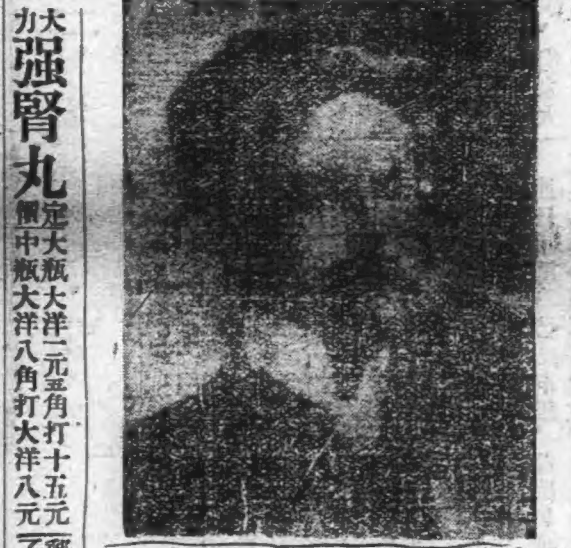 大力
强腎丸
定大瓶大洋一元五角打十五元
價中瓶大洋八角打大洋八元